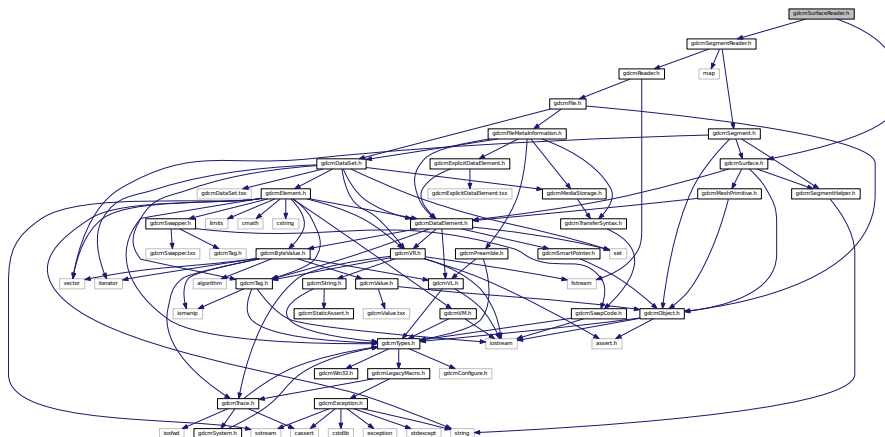 gdcmSurfaceReader.h
gdcmSegmentReader.h
gdcmReader.h
map
gdcmFile.h
gdcmFileMetaInformation.h
gdcmSegment.h
gdcmDataSet.h
gdcmExplicitDataElement.h
gdcmSurface.h
gdcmDataSet.txx
gdcmElement.h
gdcmExplicitDataElement.txx
gdcmMediaStorage.h
gdcmMeshPrimitive.h
gdcmSegmentHelper.h
gdcmSwapper.h
limits
cmath
cstring
gdcmDataElement.h
gdcmTransferSyntax.h
gdcmSwapper.txx
gdcmTag.h
gdcmByteValue.h
gdcmVR.h
gdcmPreamble.h
gdcmSmartPointer.h
set
vector
iterator
gdcmTag.h
algorithm
gdcmString.h
gdcmValue.h
gdcmVL.h
fstream
iomanip
gdcmStaticAssert.h
gdcmValue.txx
gdcmVM.h
gdcmSwapCode.h
gdcmObject.h
gdcmTypes.h
iostream
assert.h
gdcmWin32.h
gdcmLegacyMacro.h
gdcmConfigure.h
gdcmTrace.h
gdcmException.h
iosfwd
gdcmSystem.h
sstream
cassert
cstdlib
exception
stdexcept
string